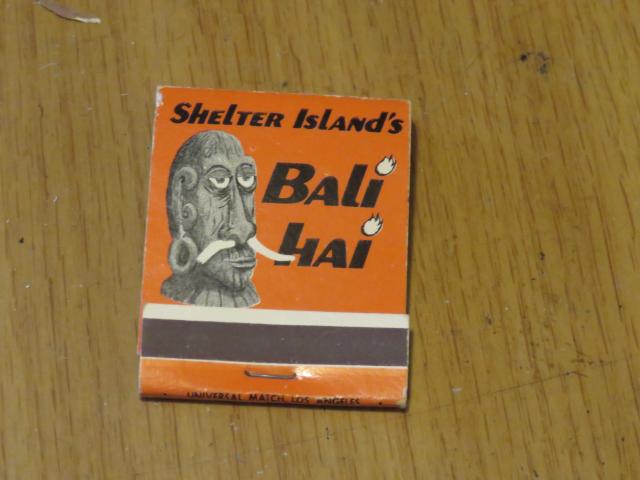 Shelter Island's
Bali
Hai
UNIVERSAL MATCH, LOS ANGELES